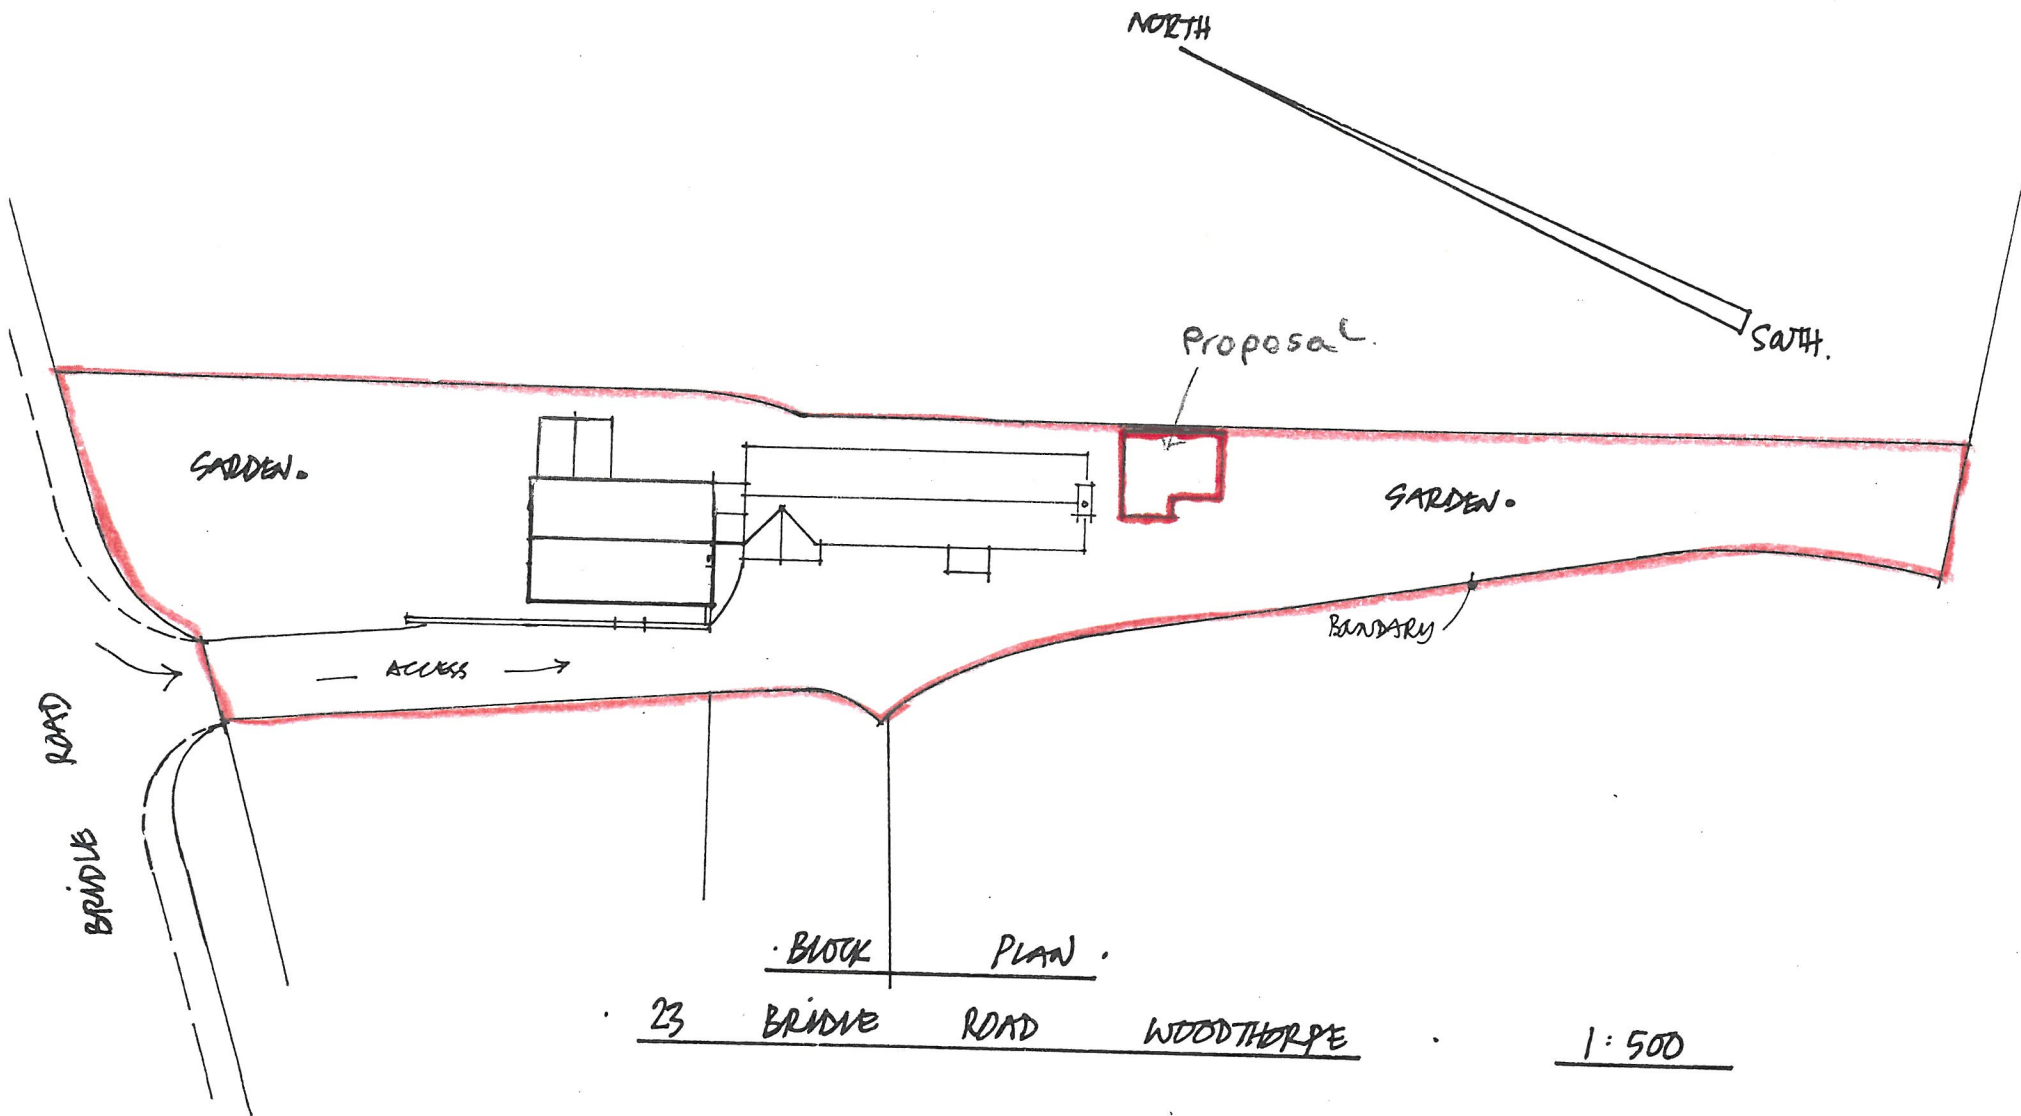 NORTH
SOUTH.
Proposal.
GARDEN.
GARDEN.
BOUNDARY
— ACCESS →
BRIDLE ROAD
. BLOCK PLAN .
. 23 BRIDLE ROAD WOODTHORPE .
1:500